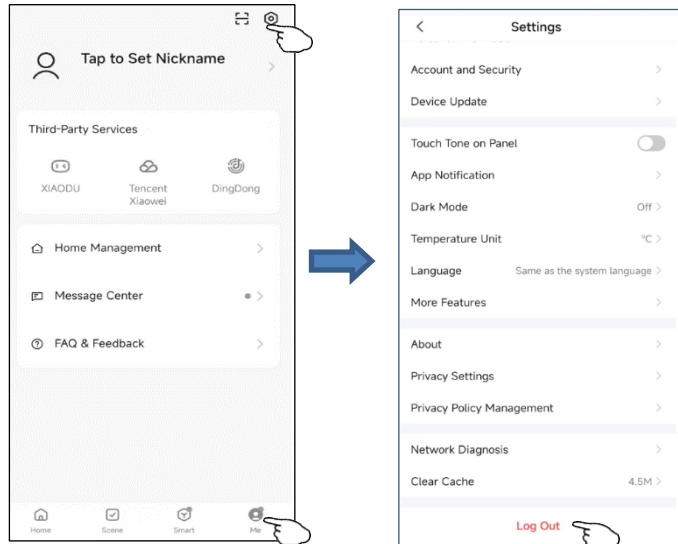 Tap to Set Nickname
Third-Party Services
XIAODU
Tencent
Xiaowei
DingDong
Home Management
Message Center
FAQ & Feedback
Home
Scene
Smart
Me
Settings
Account and Security
Device Update
Touch Tone on Panel
App Notification
Dark Mode Off
Temperature Unit °C
Language Same as the system language
More Features
About
Privacy Settings
Privacy Policy Management
Network Diagnosis
Clear Cache 4.5M
Log Out